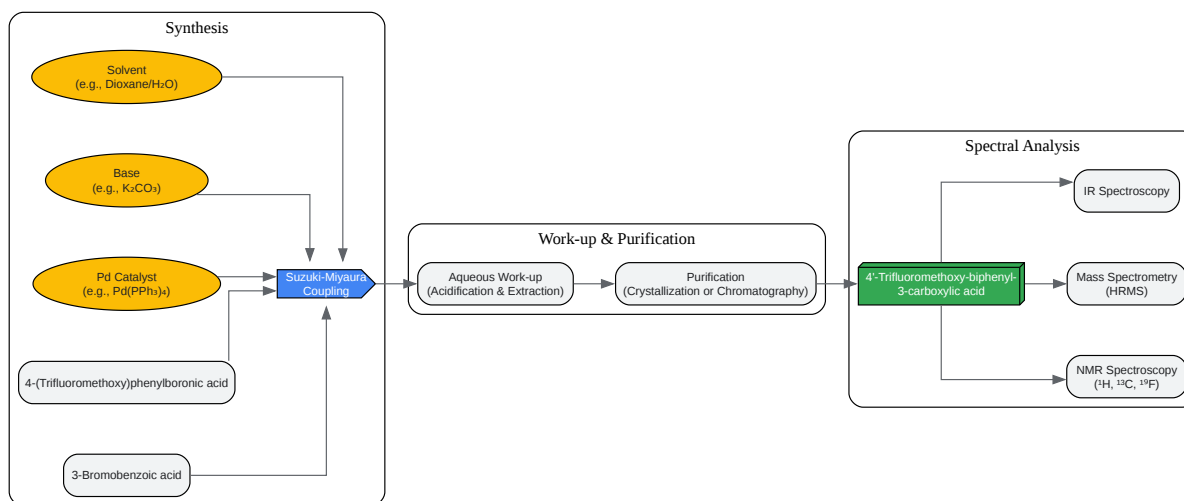 Synthesis
Solvent
(e.g., Dioxane/H₂O)
Base
(e.g., K₂CO₃)
Pd Catalyst
(e.g., Pd(PPh₃)₄)
Suzuki-Miyaura
Coupling
4-(Trifluoromethoxy)phenylboronic acid
3-Bromobenzoic acid
Work-up & Purification
Aqueous Work-up
(Acidification & Extraction)
Purification
(Crystallization or Chromatography)
Spectral Analysis
4'-Trifluoromethoxy-biphenyl-
3-carboxylic acid
IR Spectroscopy
Mass Spectrometry
(HRMS)
NMR Spectroscopy
(¹H, ¹³C, ¹⁹F)